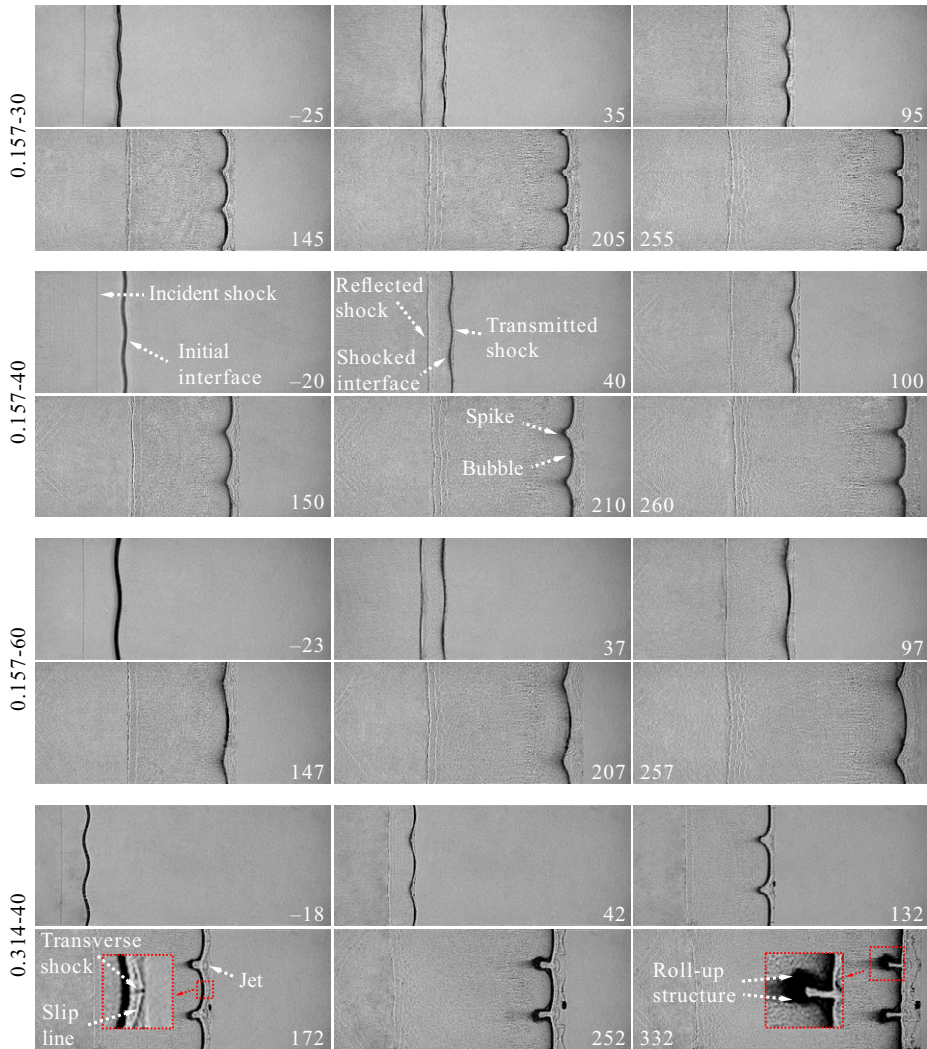 0.157-30
–25
35
95
145
205
255
0.157-40
Incident shock
Initial
interface
–20
Reflected
shock
Transmitted
shock
Shocked
interface
40
100
150
Spike
Bubble
210
260
0.157-60
–23
37
97
147
207
257
0.314-40
–18
42
132
Transverse
shock
Jet
Slip
line
172
252
Roll-up
structure
332